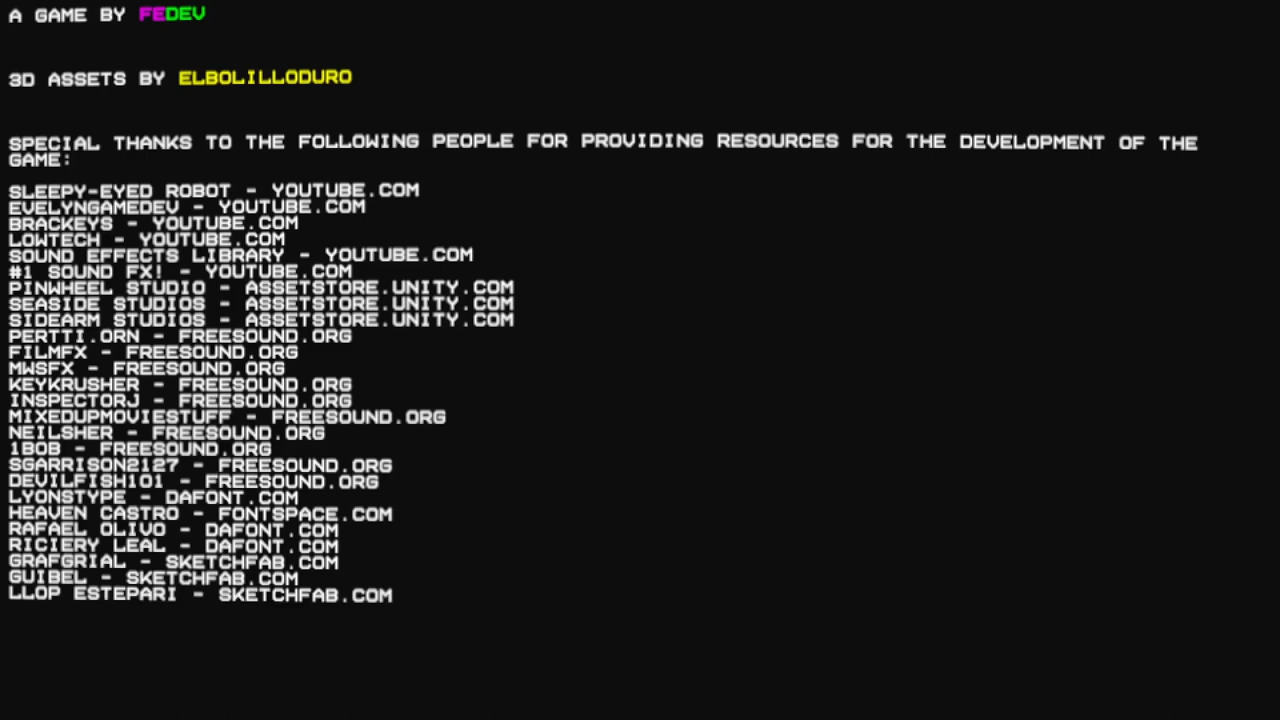 A GAME BY FEDEV
3D ASSETS BY ELBOLILLODURO
SPECIAL THANKS TO THE FOLLOWING PEOPLE FOR PROVIDING RESOURCES FOR THE DEVELOPMENT OF THE
GAME:
SLEEPY-EYED ROBOT - YOUTUBE.COM
EVELYNGAMEDEV - YOUTUBE.COM
BRACKEYS - YOUTUBE.COM
LOWTECH - YOUTUBE.COM
SOUND EFFECTS LIBRARY - YOUTUBE.COM
#1 SOUND FX! - YOUTUBE.COM
PINWHEEL STUDIO - ASSETSTORE.UNITY.COM
SEASIDE STUDIOS - ASSETSTORE.UNITY.COM
SIDEARM STUDIOS - ASSETSTORE.UNITY.COM
PERTTI.ORN - FREESOUND.ORG
FILMFX - FREESOUND.ORG
MWSFX - FREESOUND.ORG
KEYKRUSHER - FREESOUND.ORG
INSPECTORJ - FREESOUND.ORG
MIXEDUPMOVIESTUFF - FREESOUND.ORG
NEILSHER - FREESOUND.ORG
1BOB - FREESOUND.ORG
SGARRISON2127 - FREESOUND.ORG
DEVILFISH101 - FREESOUND.ORG
LYONSTYPE - DAFONT.COM
HEAVEN CASTRO - FONTSPACE.COM
RAFAEL OLIVO - DAFONT.COM
RICIERY LEAL - DAFONT.COM
GRAFGRIAL - SKETCHFAB.COM
GUIBEL - SKETCHFAB.COM
LLOP ESTEPARI - SKETCHFAB.COM